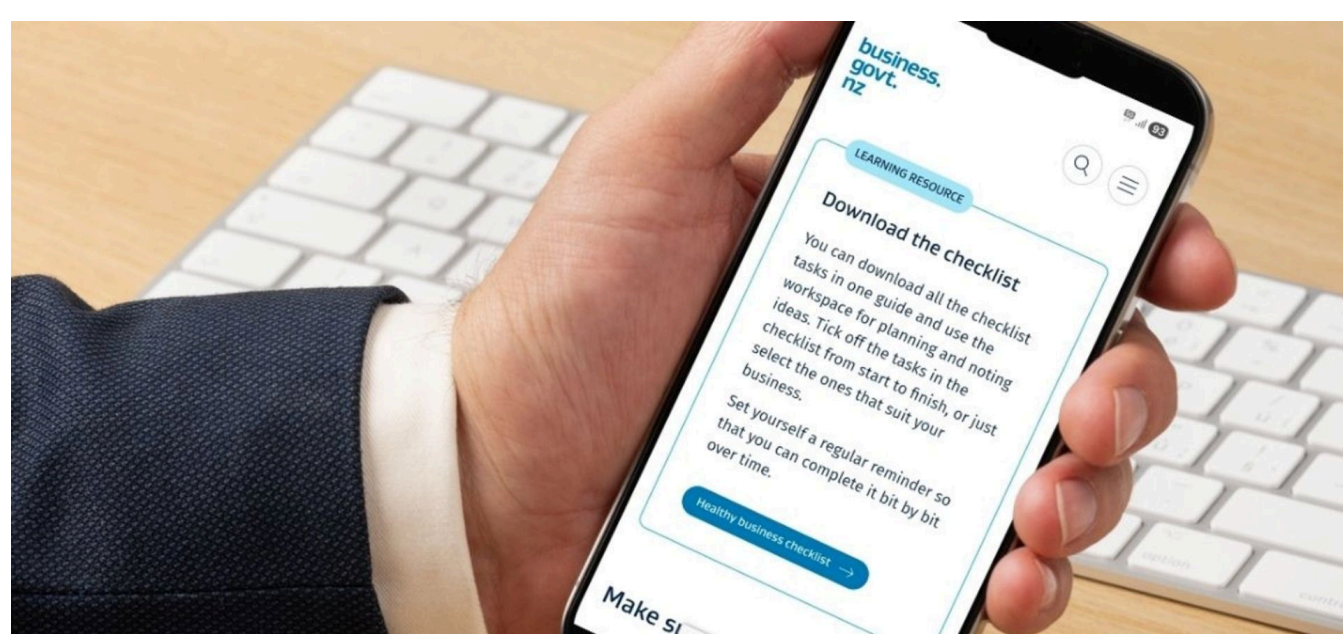 business.
govt.
nz
93
LEARNING RESOURCE
Download the checklist
You can download all the checklist
tasks in one guide and use the
workspace for planning and noting
ideas. Tick off the tasks in the
checklist from start to finish, or just
select the ones that suit your
business.
Set yourself a regular reminder so
that you can complete it bit by bit
over time.
Healthy business checklist →
Make
option